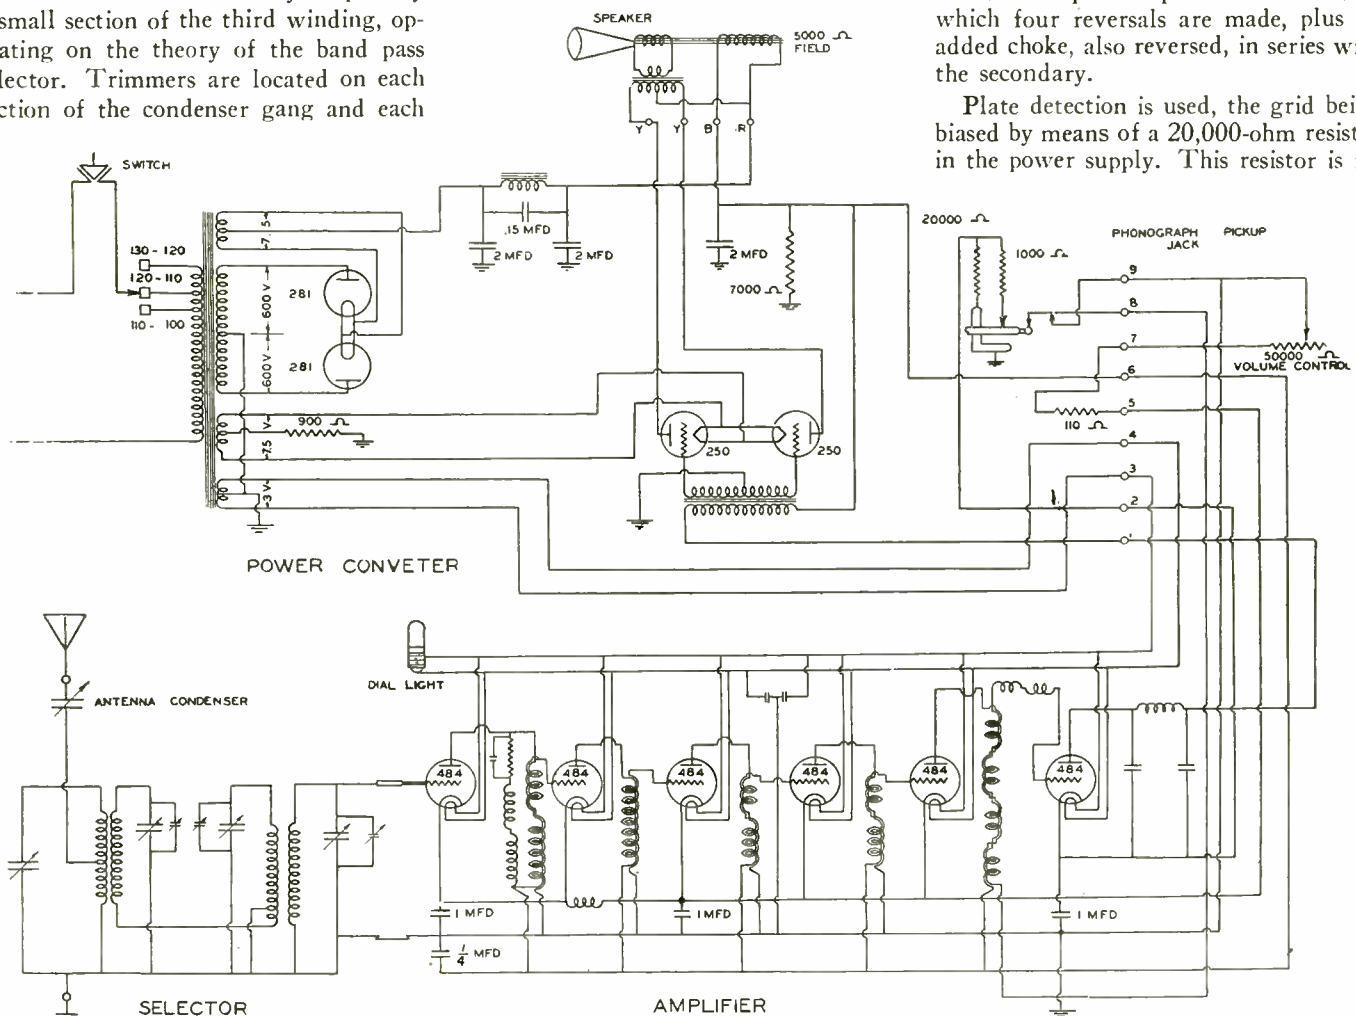 small section of the third winding, op-
ating on the theory of the band pass
lector. Trimmers are located on each
ction of the condenser gang and each
which four reversals are made, plus
added choke, also reversed, in series w
the secondary.
Plate detection is used, the grid bei
biased by means of a 20,000-ohm resist
in the power supply. This resistor is
SPEAKER
5000 Ω
FIELD
Y Y B R
SWITCH
130 - 120
120 - 110
110 - 100
7.5
600 V
600 V
7.5 V
3 V
281
281
900 Ω
.15 MFD
2 MFD
2 MFD
2 MFD
7000 Ω
250
250
20000 Ω
1000 Ω
PHONOGRAPH PICKUP
JACK
9
8
7
50000 Ω
VOLUME CONTROL
6
5
110 Ω
4
3
2
1
POWER CONVETER
DIAL LIGHT
ANTENNA CONDENSER
484
484
484
484
484
484
1 MFD
1 MFD
1 MFD
1/4 MFD
SELECTOR
AMPLIFIER